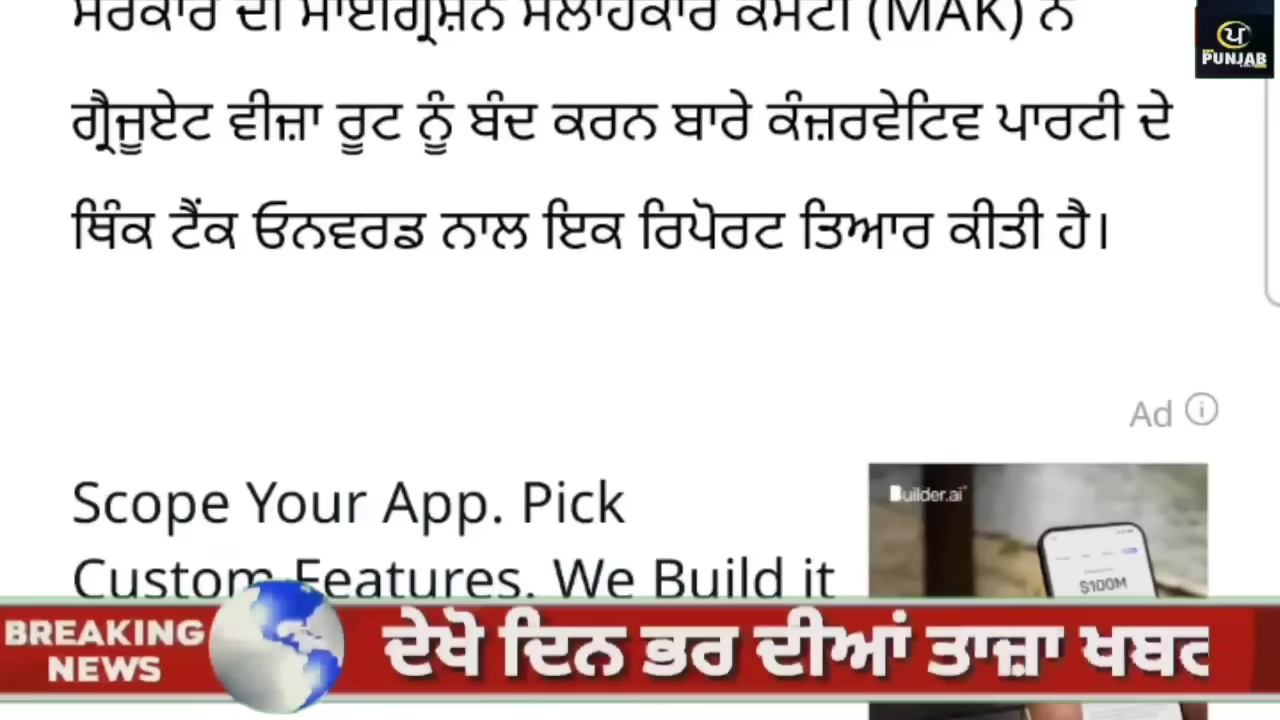 ਸਰਕਾਰ ਦੀ ਮਾਈਗ੍ਰੇਸ਼ਨ ਸਲਾਹਕਾਰ ਕਮੇਟੀ (MAK) ਨੇ
ਗ੍ਰੈਜੂਏਟ ਵੀਜ਼ਾ ਰੂਟ ਨੂੰ ਬੰਦ ਕਰਨ ਬਾਰੇ ਕੰਜ਼ਰਵੇਟਿਵ ਪਾਰਟੀ ਦੇ
ਥਿੰਕ ਟੈਂਕ ਓਨਵਰਡ ਨਾਲ ਇਕ ਰਿਪੋਰਟ ਤਿਆਰ ਕੀਤੀ ਹੈ।
ਪ
PUNJAB
Ad
Scope Your App. Pick
Custom Features. We Build it
Builder.ai
$100M
BREAKING
NEWS
ਦੇਖੋ ਦਿਨ ਭਰ ਦੀਆਂ ਤਾਜ਼ਾ